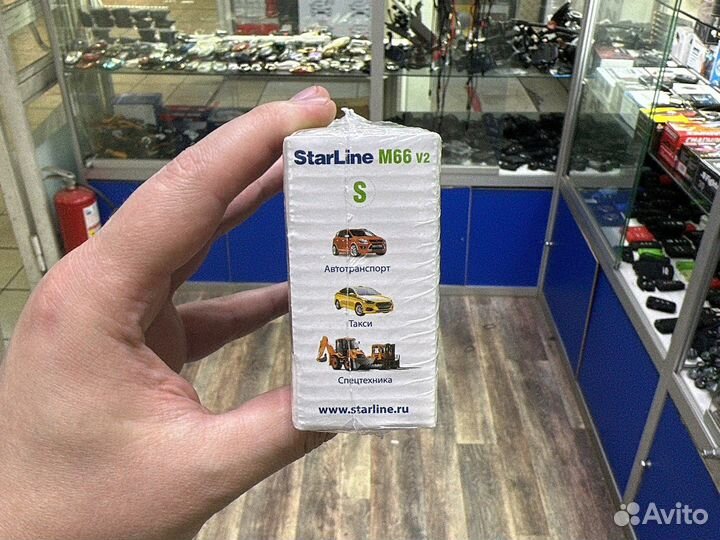 StarLine M66 V2
S
Автотранспорт
Такси
Спецтехника
www.starline.ru
Avito